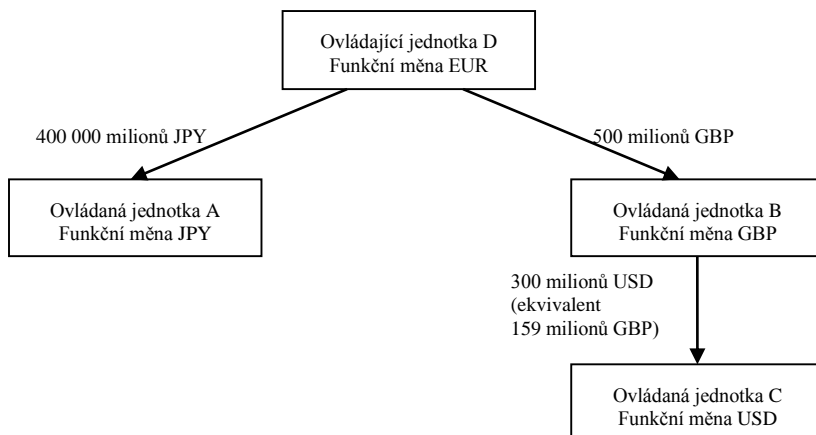 Ovládající jednotka D
Funkční měna EUR
400 000 milionů JPY
500 milionů GBP
Ovládaná jednotka A
Funkční měna JPY
Ovládaná jednotka B
Funkční měna GBP
300 milionů USD
(ekvivalent
159 milionů GBP)
Ovládaná jednotka C
Funkční měna USD